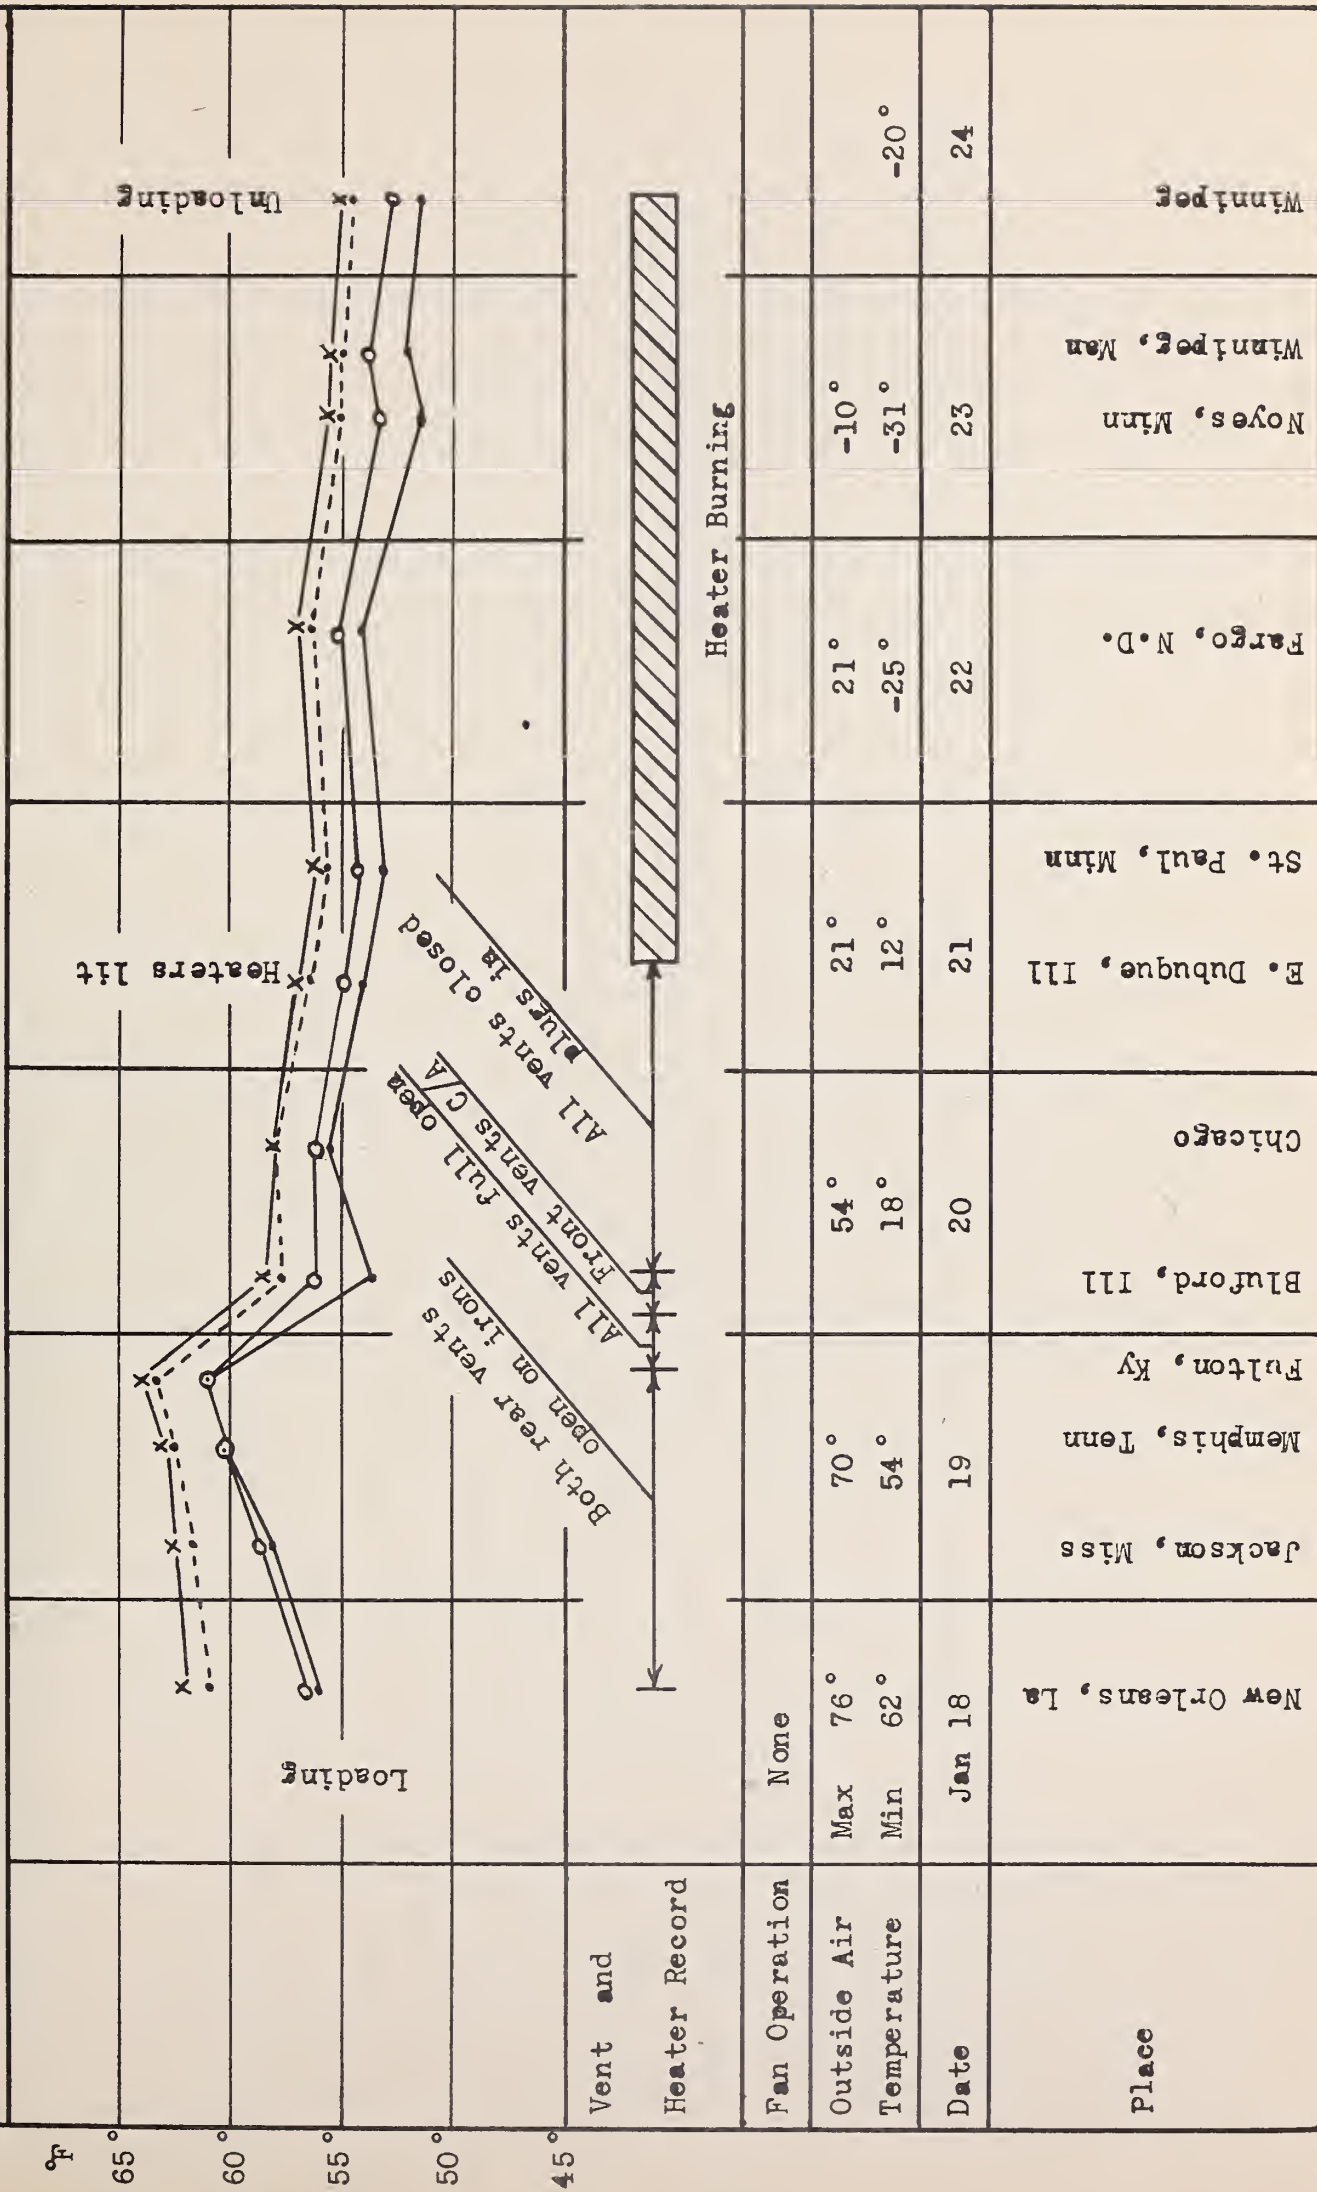 °F
65°
60°
55°
50°
45°
Loading
Heaters lit
Unloading
Both rear vents
open on irons
All vents full open
Front vents C/A
All vents closed
plugs in
Vent and
Heater Record
Heater Burning
Fan Operation None
Outside Air Max 76° 70° 54° 21° 21° -10°
Temperature Min 62° 54° 18° 12° -25° -31° -20°
Date Jan 18 19 20 21 22 23 24
Place
New Orleans, La
Jackson, Miss
Memphis, Tenn
Fulton, Ky
Bluford, Ill
Chicago
E. Dubuque, Ill
St. Paul, Minn
Fargo, N.D.
Noyes, Minn
Winnipeg, Man
Winnipeg